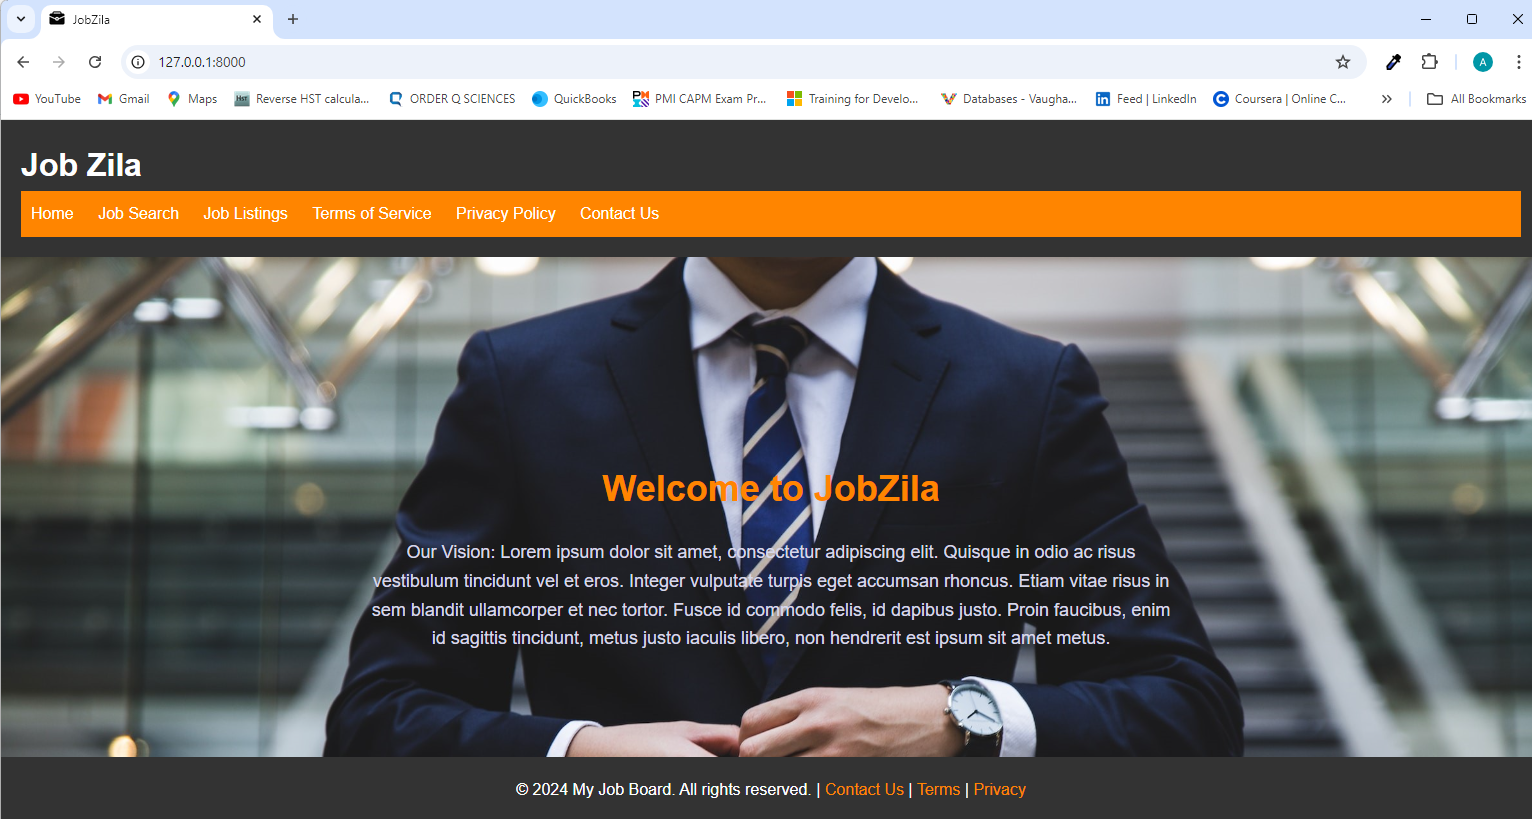 JobZila
127.0.0.1:8000
YouTube Gmail Maps HST Reverse HST calcula... ORDER Q SCIENCES QuickBooks PMI CAPM Exam Pr... Training for Develo... Databases - Vaugha... Feed | LinkedIn Coursera | Online C... » All Bookmarks
A
Job Zila
Home Job Search Job Listings Terms of Service Privacy Policy Contact Us
Welcome to JobZila
Our Vision: Lorem ipsum dolor sit amet, consectetur adipiscing elit. Quisque in odio ac risus
vestibulum tincidunt vel et eros. Integer vulputate turpis eget accumsan rhoncus. Etiam vitae risus in
sem blandit ullamcorper et nec tortor. Fusce id commodo felis, id dapibus justo. Proin faucibus, enim
id sagittis tincidunt, metus justo iaculis libero, non hendrerit est ipsum sit amet metus.
© 2024 My Job Board. All rights reserved. | Contact Us | Terms | Privacy